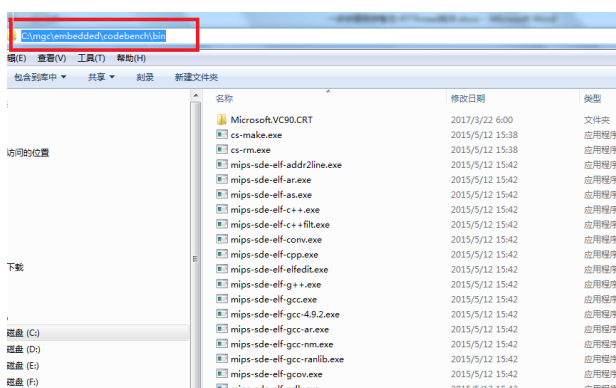 Microsoft Word
C:\mgc\embedded\codebench\bin
编辑(E) 查看(V) 工具(T) 帮助(H)
包含到库中 共享 刻录 新建文件夹
名称 修改日期 类型
Microsoft.VC90.CRT 2017/3/22 6:00 文件夹
cs-make.exe 2015/5/12 15:38 应用程序
cs-rm.exe 2015/5/12 15:38 应用程序
访问的位置
mips-sde-elf-addr2line.exe 2015/5/12 15:42 应用程序
mips-sde-elf-ar.exe 2015/5/12 15:42 应用程序
mips-sde-elf-as.exe 2015/5/12 15:42 应用程序
mips-sde-elf-c++.exe 2015/5/12 15:42 应用程序
mips-sde-elf-c++filt.exe 2015/5/12 15:42 应用程序
mips-sde-elf-conv.exe 2015/5/12 15:42 应用程序
mips-sde-elf-cpp.exe 2015/5/12 15:42 应用程序
下载
mips-sde-elf-elfedit.exe 2015/5/12 15:42 应用程序
mips-sde-elf-g++.exe 2015/5/12 15:42 应用程序
mips-sde-elf-gcc.exe 2015/5/12 15:42 应用程序
mips-sde-elf-gcc-4.9.2.exe 2015/5/12 15:42 应用程序
磁盘 (C:)
mips-sde-elf-gcc-ar.exe 2015/5/12 15:42 应用程序
磁盘 (D:)
mips-sde-elf-gcc-nm.exe 2015/5/12 15:42 应用程序
磁盘 (E:)
mips-sde-elf-gcc-ranlib.exe 2015/5/12 15:42 应用程序
磁盘 (F:)
mips-sde-elf-gcov.exe 2015/5/12 15:42 应用程序